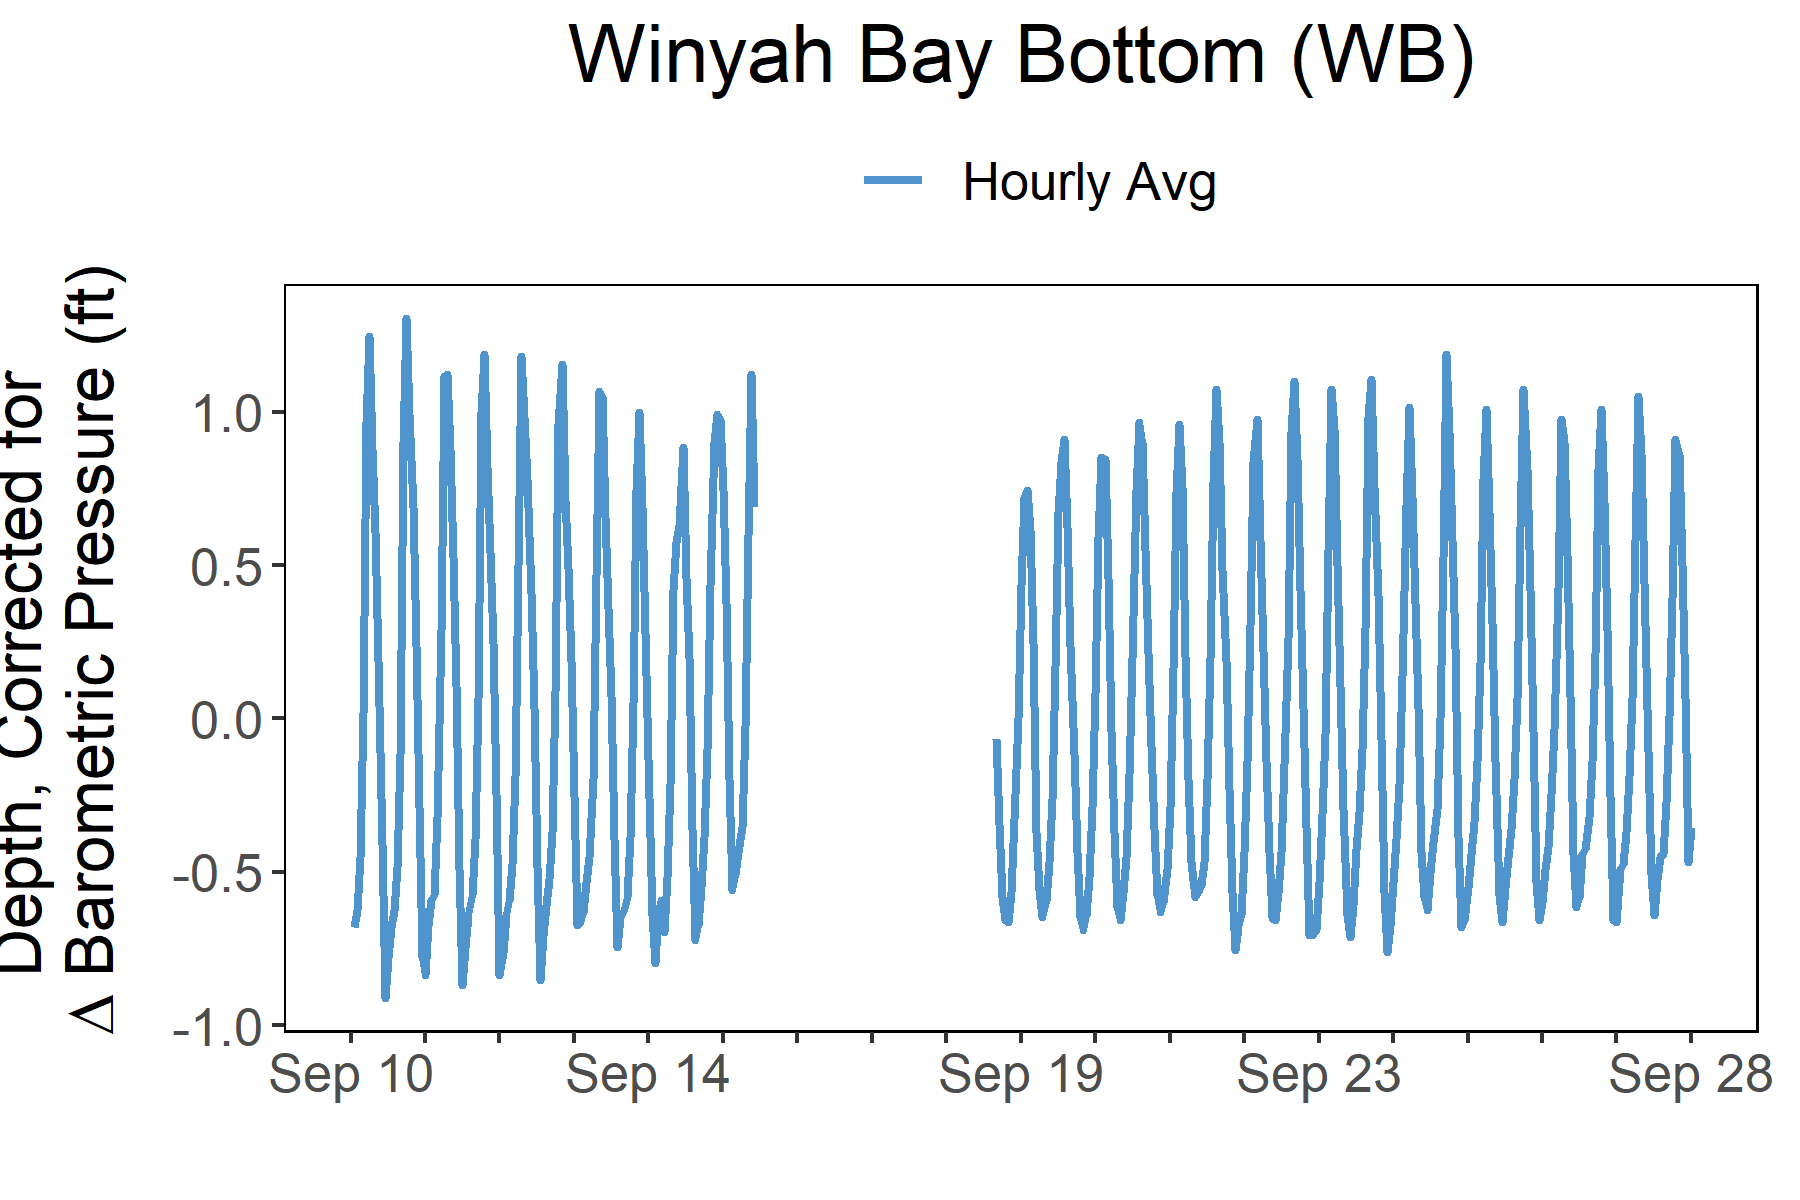 Winyah Bay Bottom (WB)
Hourly Avg
Depth, Corrected for
Δ Barometric Pressure (ft)
1.0
0.5
0.0
-0.5
-1.0
Sep 10 Sep 14 Sep 19 Sep 23 Sep 28